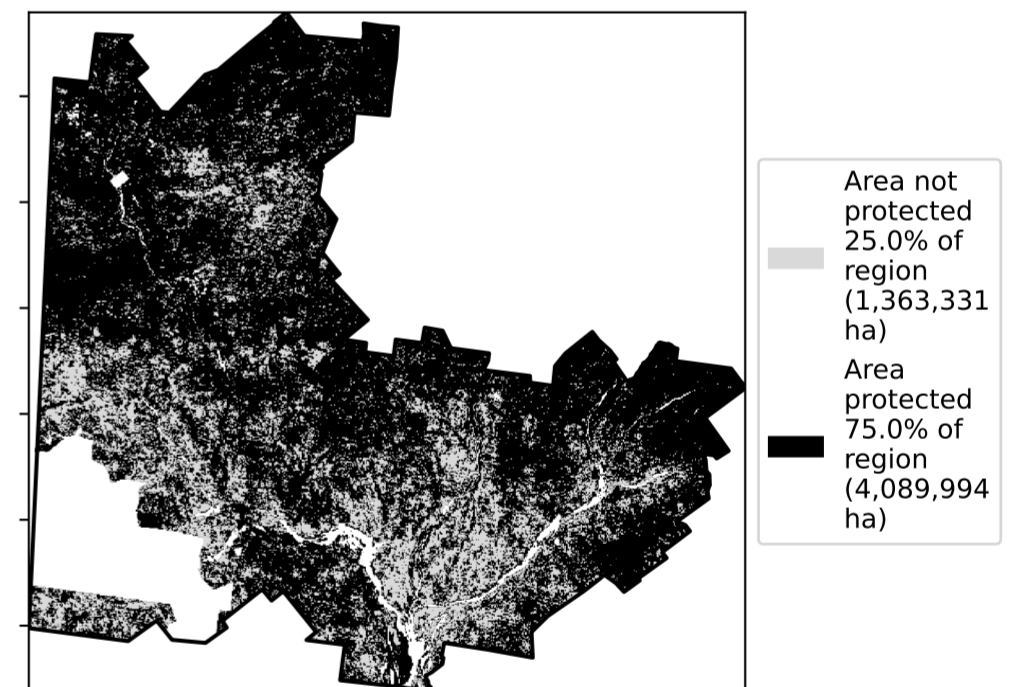 Area not
protected
25.0% of
region
(1,363,331
ha)
Area
protected
75.0% of
region
(4,089,994
ha)